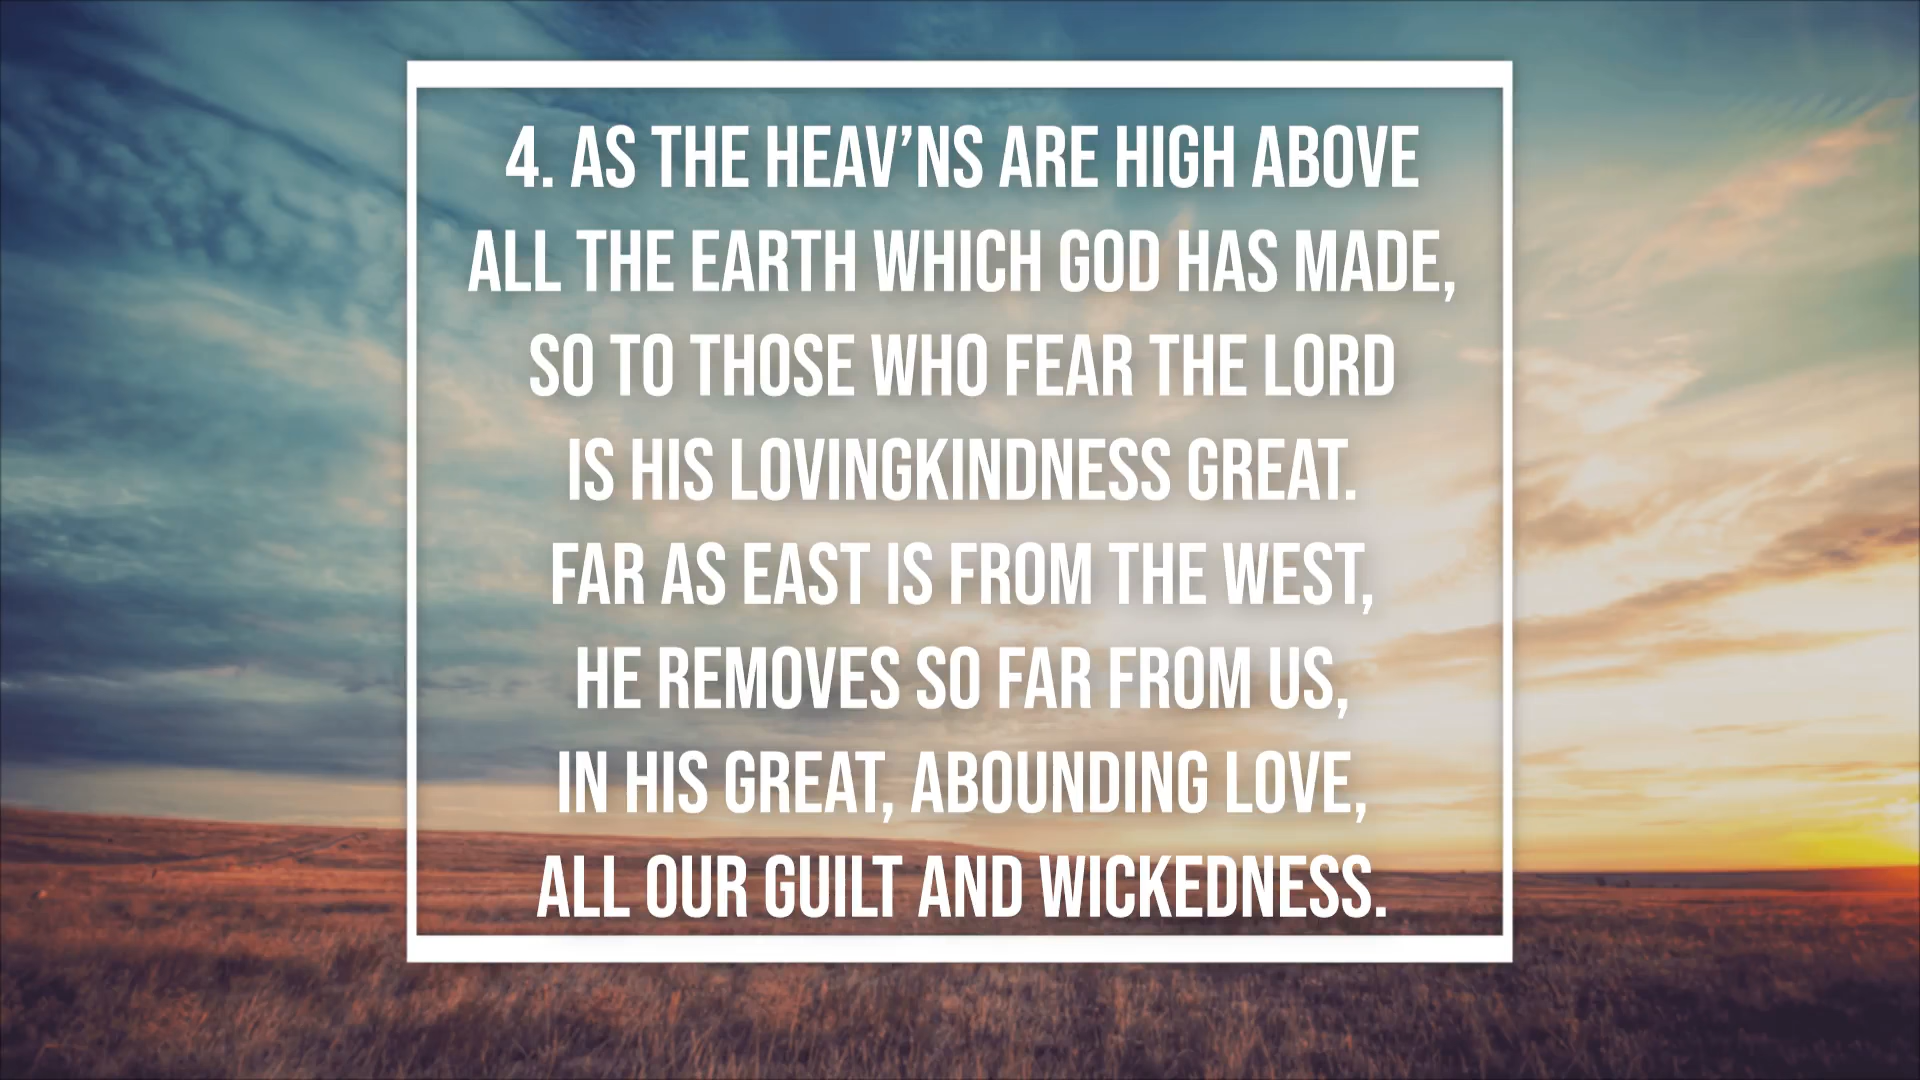 4. AS THE HEAV’NS ARE HIGH ABOVE
ALL THE EARTH WHICH GOD HAS MADE,
SO TO THOSE WHO FEAR THE LORD
IS HIS LOVINGKINDNESS GREAT.
FAR AS EAST IS FROM THE WEST,
HE REMOVES SO FAR FROM US,
IN HIS GREAT, ABOUNDING LOVE,
ALL OUR GUILT AND WICKEDNESS.